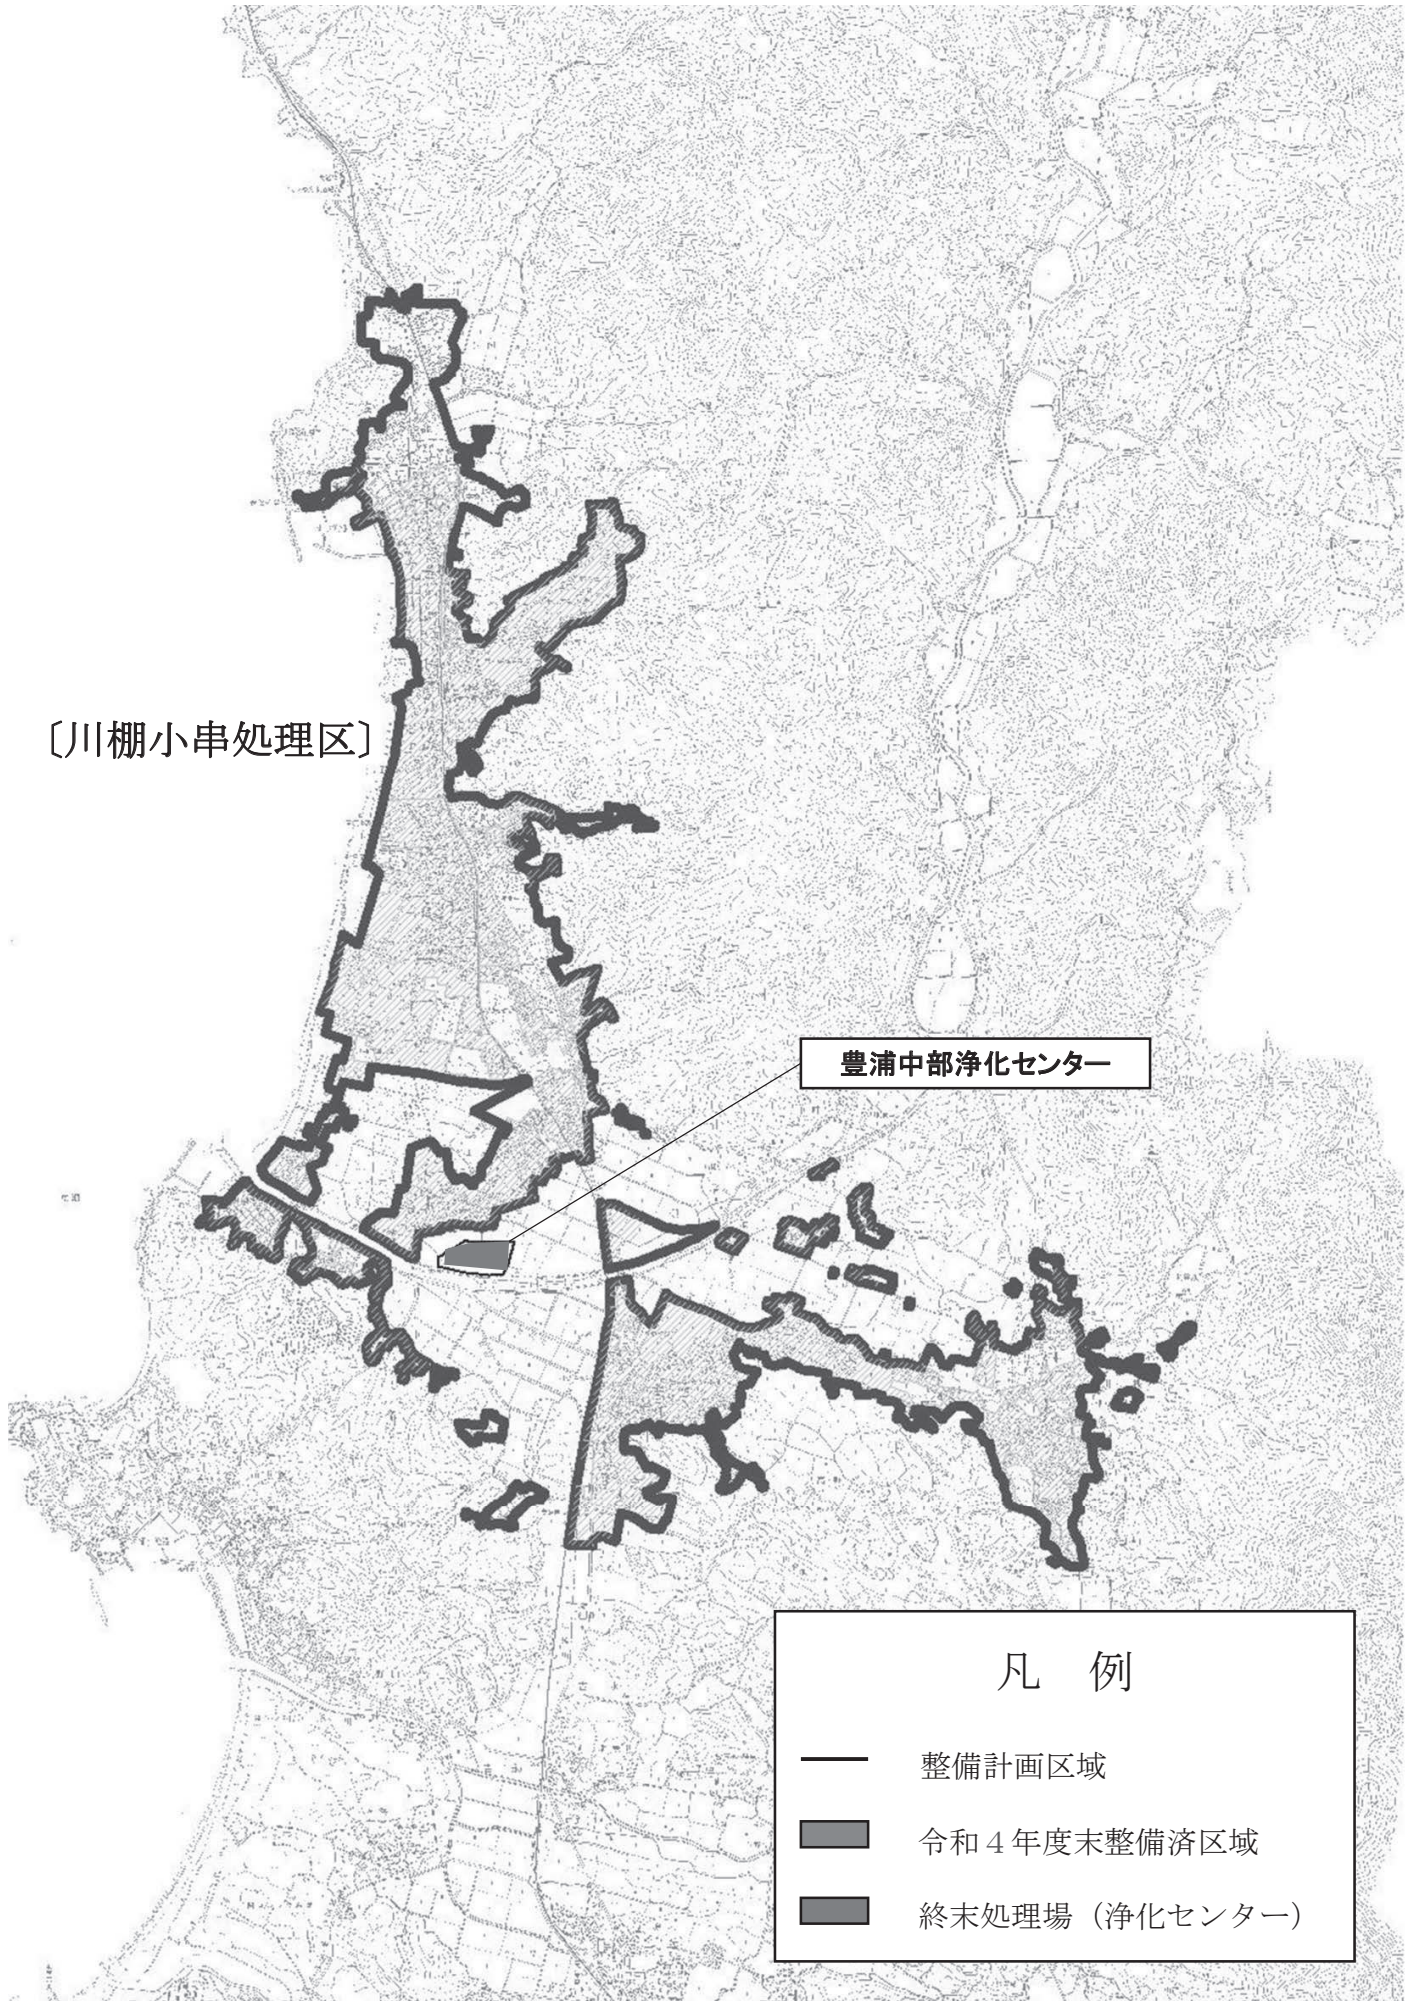 〔川棚小串処理区〕
豊浦中部浄化センター
凡　例
整備計画区域
令和４年度末整備済区域
終末処理場（浄化センター）